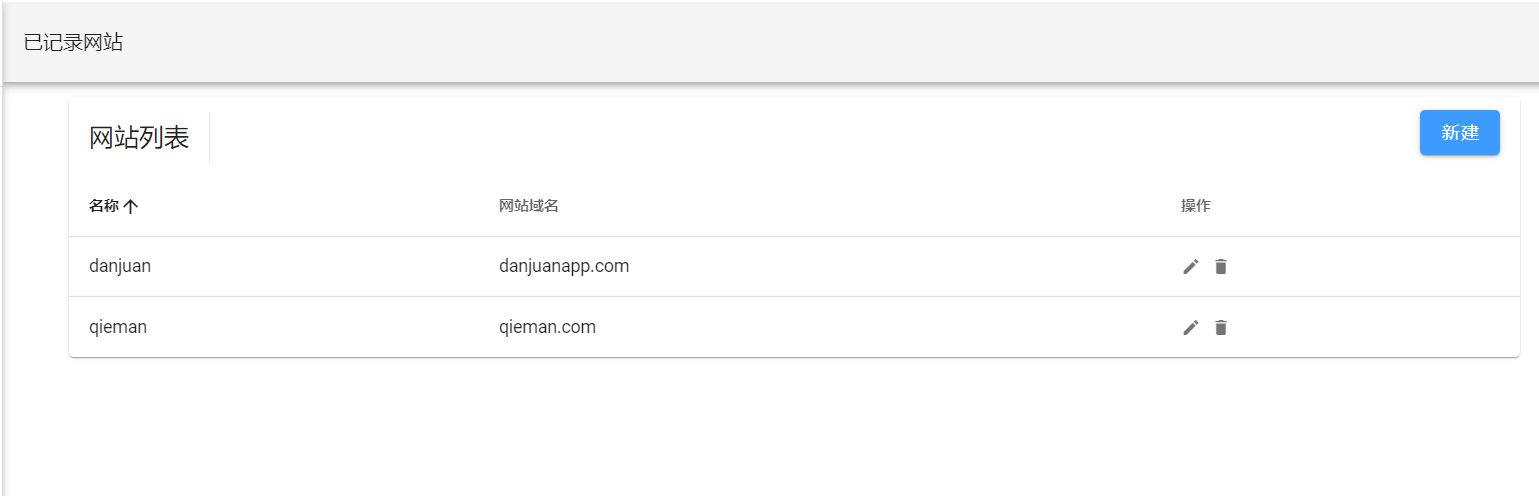 已记录网站
网站列表
新建
名称 网站域名 操作
danjuan danjuanapp.com
qieman qieman.com